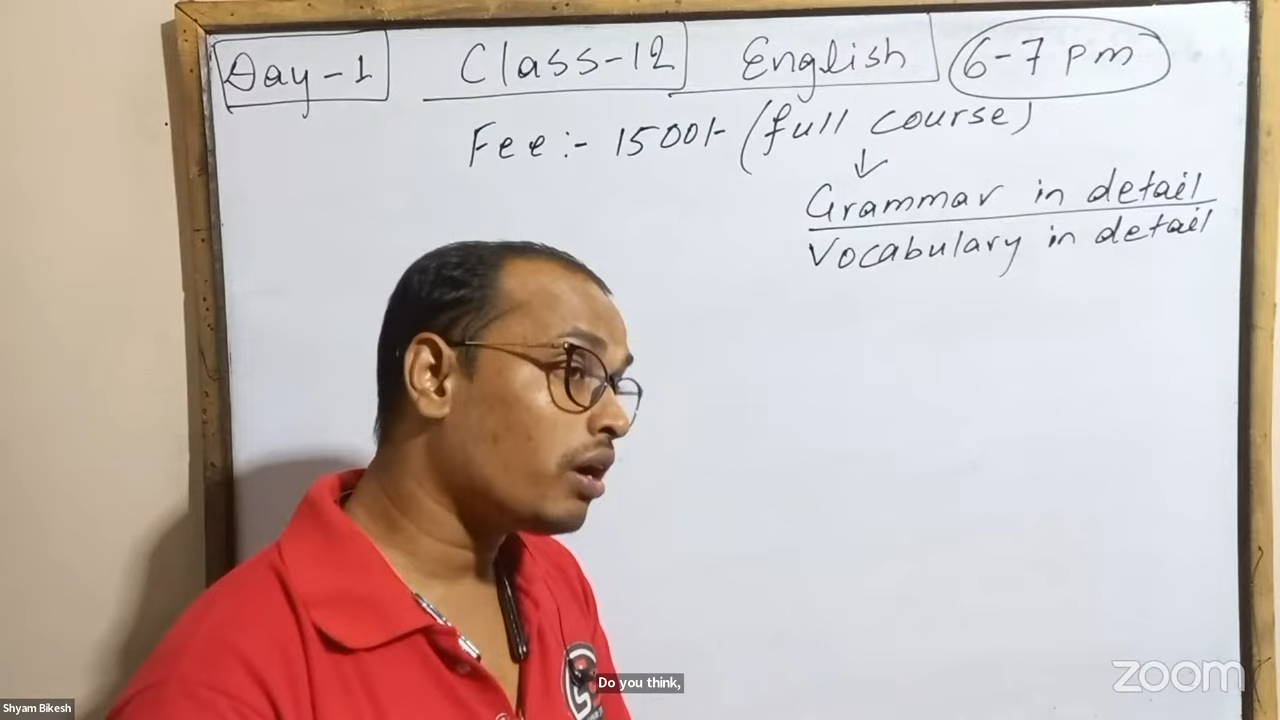 Day-1 Class-12 English 6-7 pm
Fee:- 1500/- (full course)
Grammar in detail
Vocabulary in detail
Do you think,
zoom
Shyam Bikesh